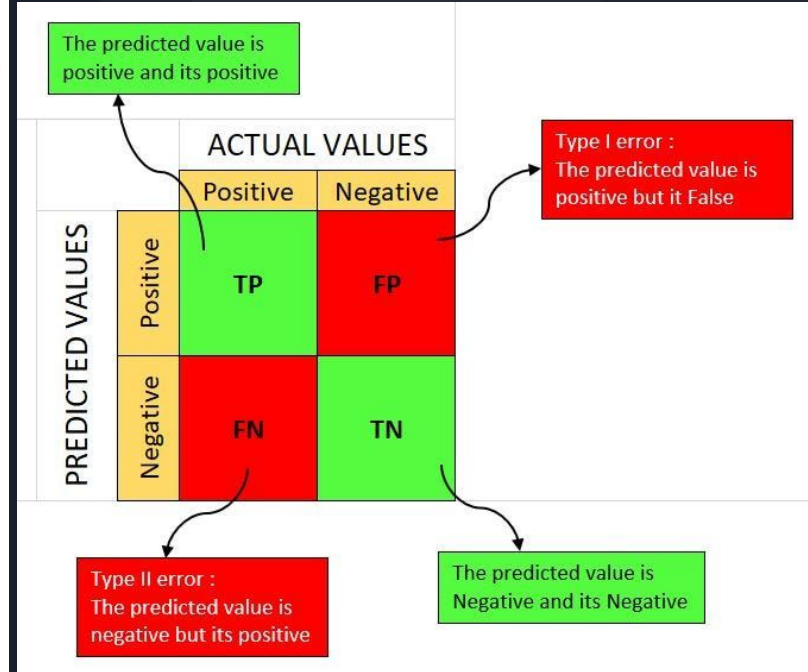 The predicted value is
positive and its positive
ACTUAL VALUES
Type I error :
The predicted value is
positive but it False
Positive
Negative
PREDICTED VALUES
Positive
TP
FP
Negative
FN
TN
Type II error :
The predicted value is
negative but its positive
The predicted value is
Negative and its Negative